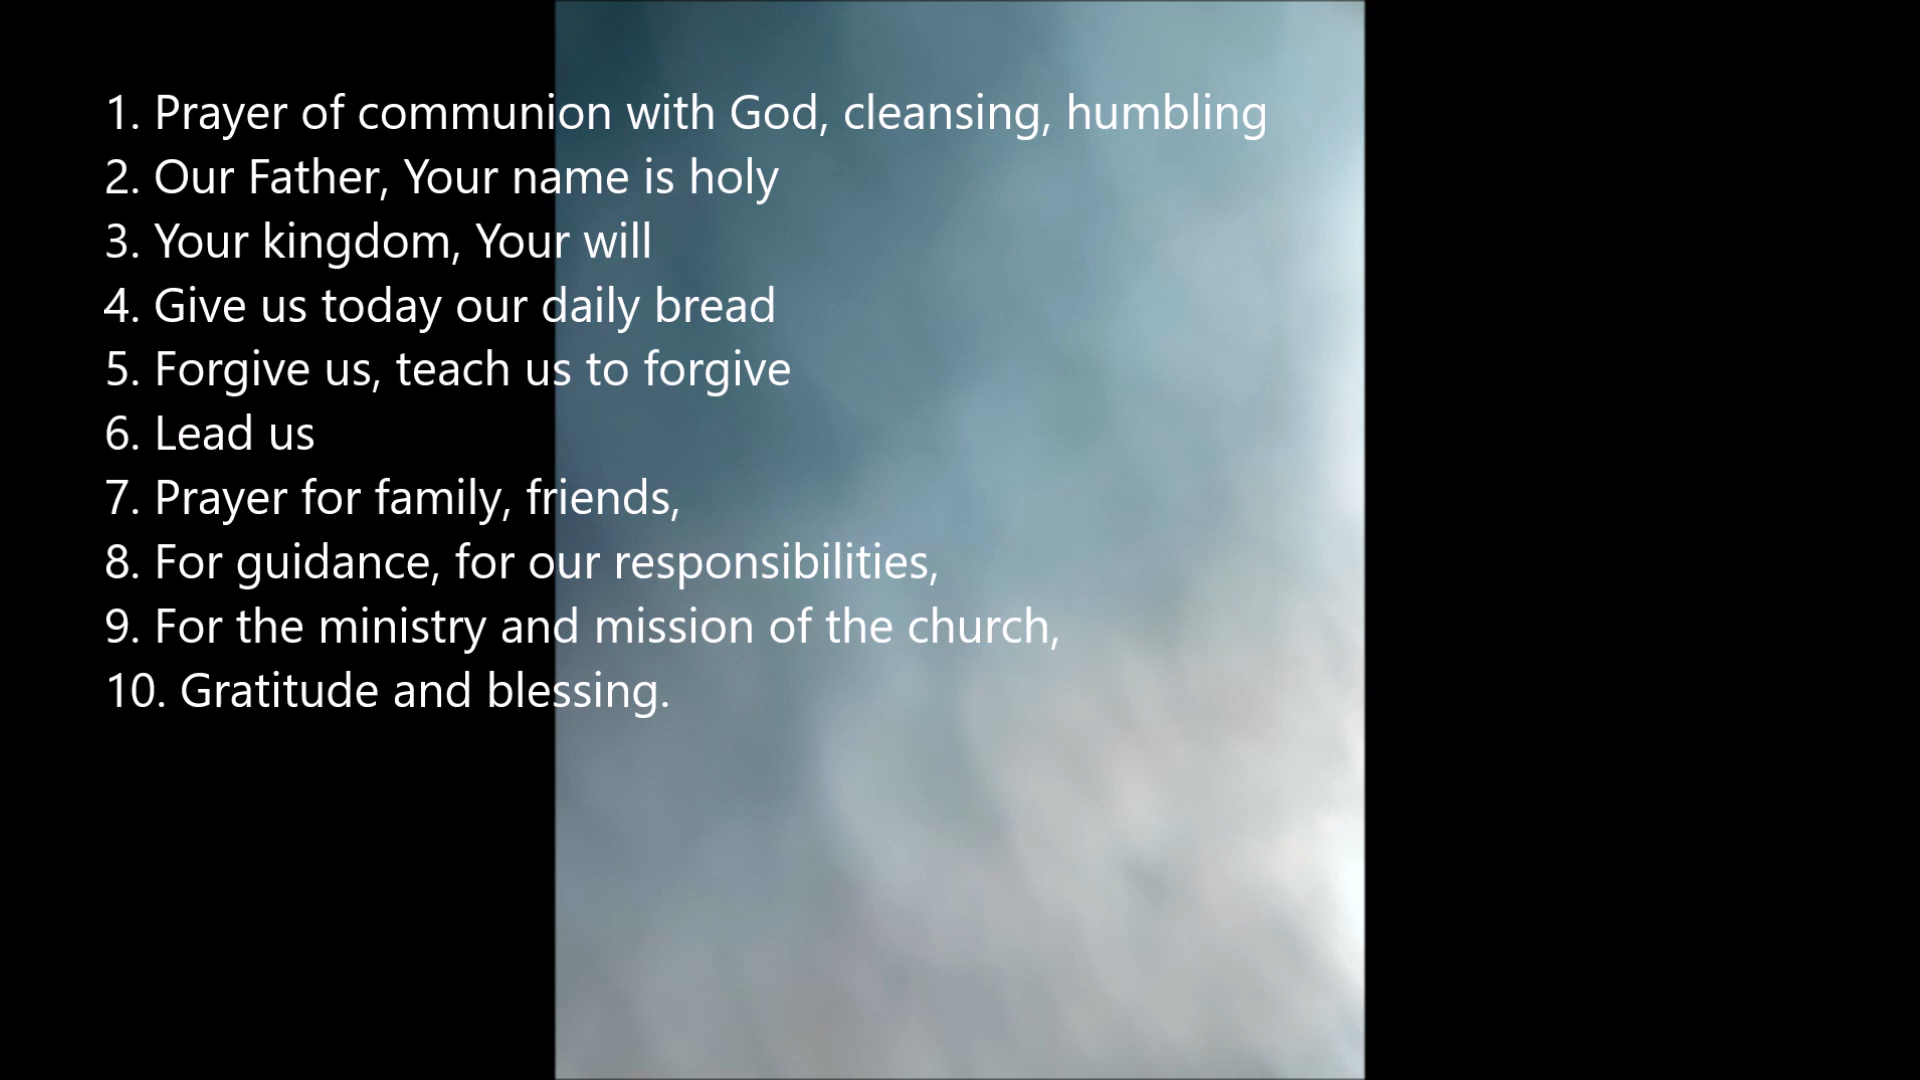 1. Prayer of communion with God, cleansing, humbling
2. Our Father, Your name is holy
3. Your kingdom, Your will
4. Give us today our daily bread
5. Forgive us, teach us to forgive
6. Lead us
7. Prayer for family, friends,
8. For guidance, for our responsibilities,
9. For the ministry and mission of the church,
10. Gratitude and blessing.